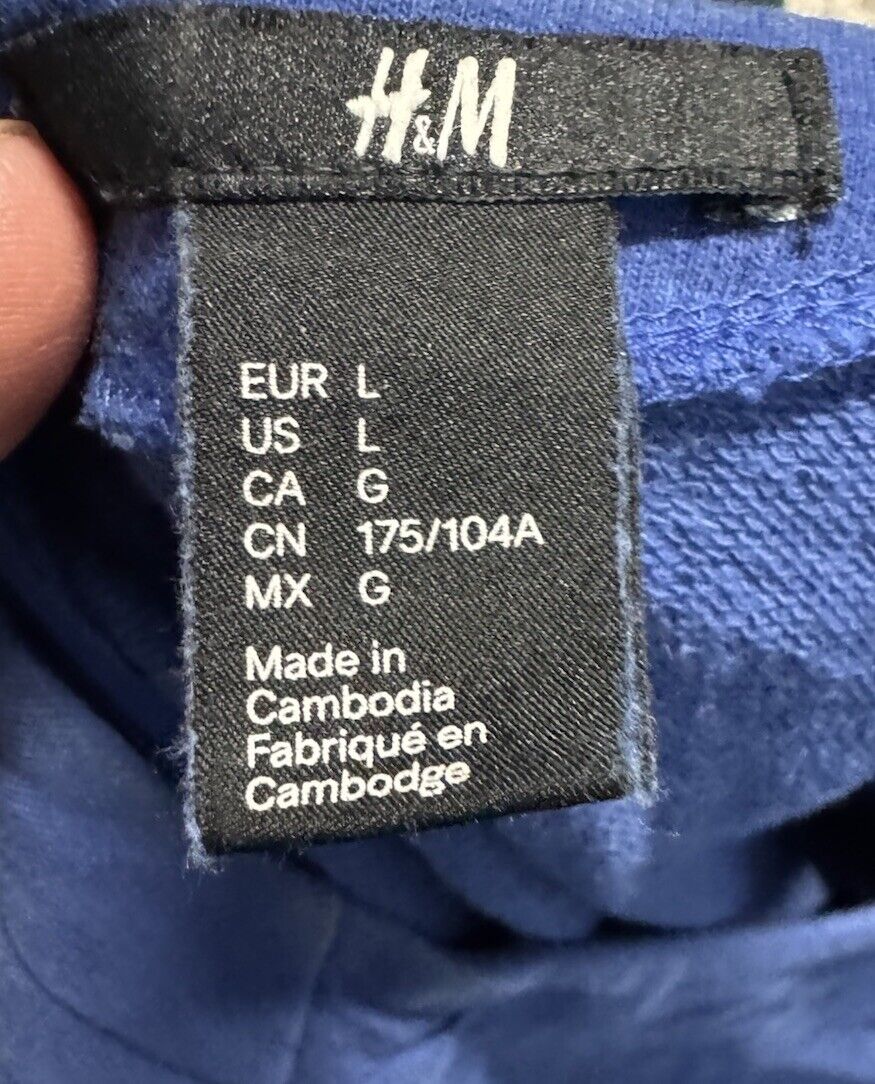 H&M
EUR L
US L
CA G
CN 175/104A
MX G
Made in
Cambodia
Fabriqué en
Cambodge